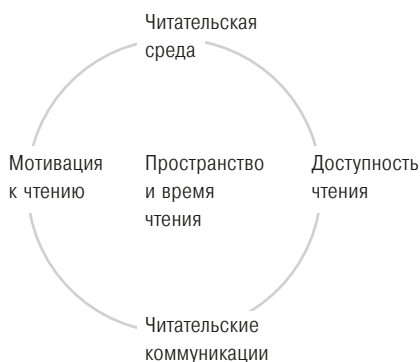 Читательская
среда
Мотивация
к чтению
Пространство
и время
чтения
Доступность
чтения
Читательские
коммуникации